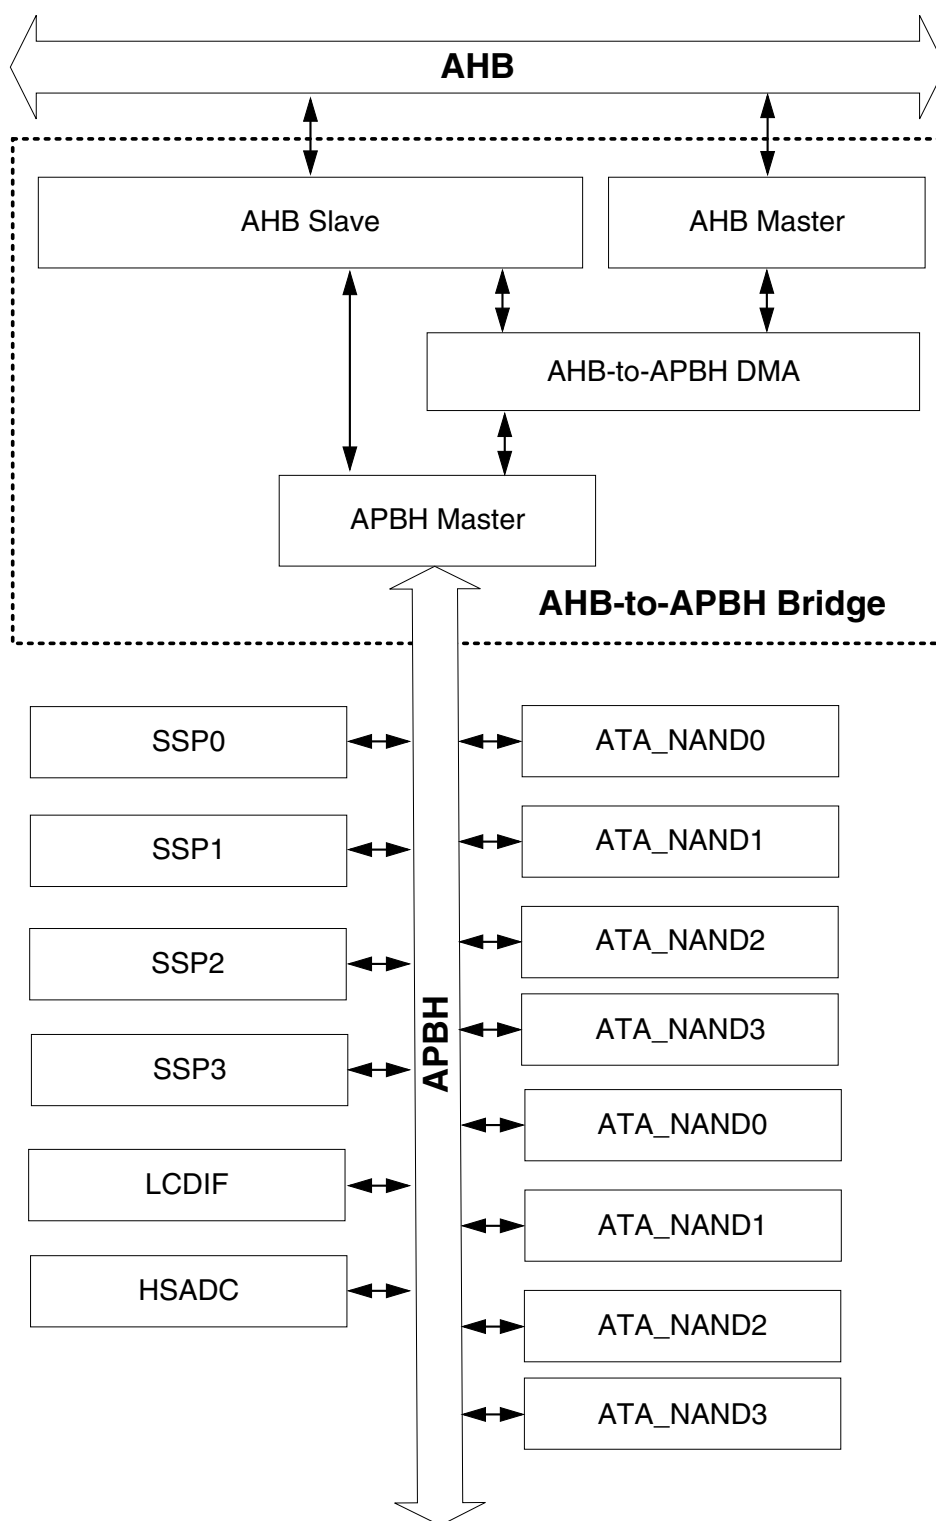 AHB
AHB Slave
AHB Master
AHB-to-APBH DMA
APBH Master
AHB-to-APBH Bridge
APBH
SSP0
SSP1
SSP2
SSP3
LCDIF
HSADC
ATA_NAND0
ATA_NAND1
ATA_NAND2
ATA_NAND3
ATA_NAND0
ATA_NAND1
ATA_NAND2
ATA_NAND3